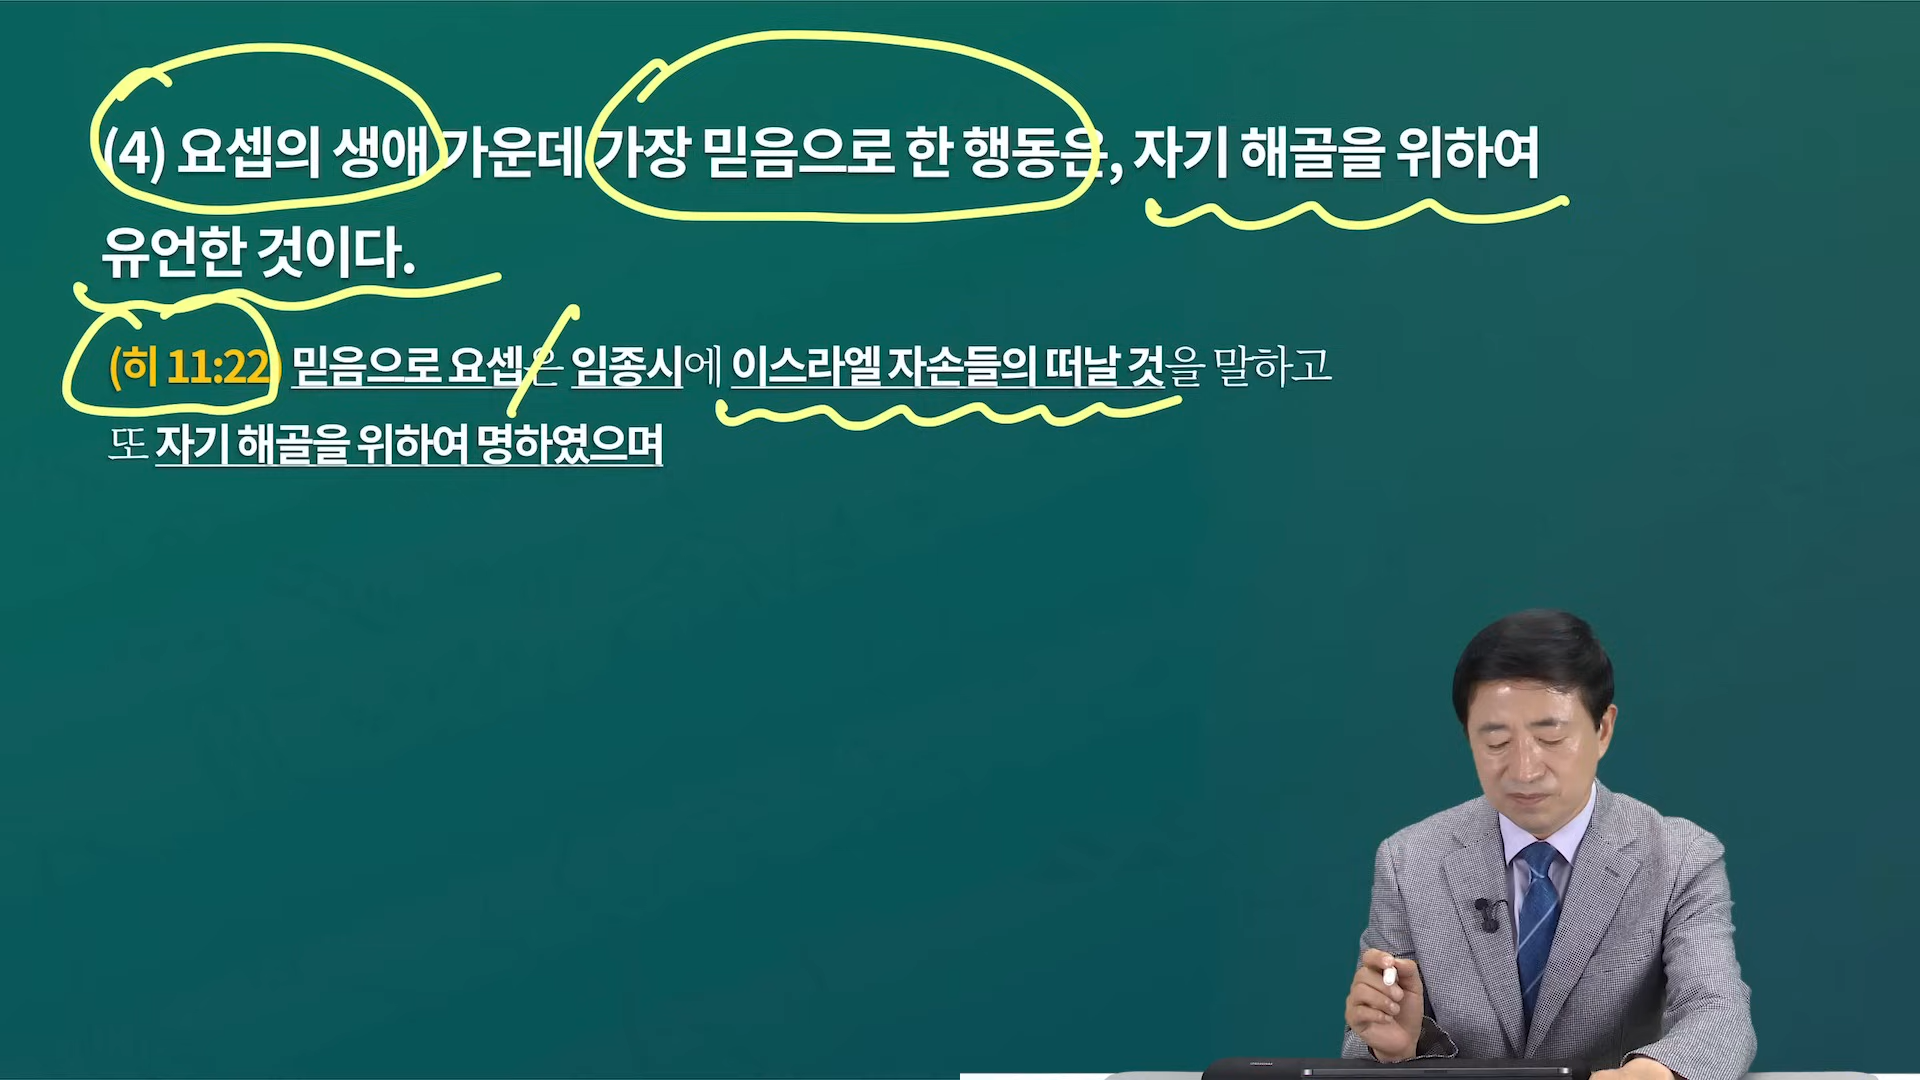 (4) 요셉의 생애 가운데 가장 믿음으로 한 행동은, 자기 해골을 위하여
유언한 것이다.
(히 11:22) 믿음으로 요셉은 임종시에 이스라엘 자손들의 떠날 것을 말하고
또 자기 해골을 위하여 명하였으며